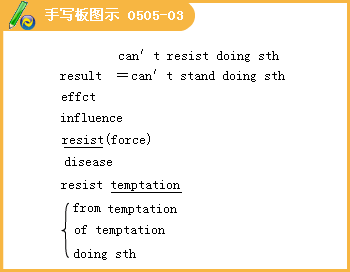 手写板图示 0505-03
can't resist doing sth
result =can't stand doing sth
effct
influence
resist(force)
disease
resist temptation
from temptation
of temptation
doing sth